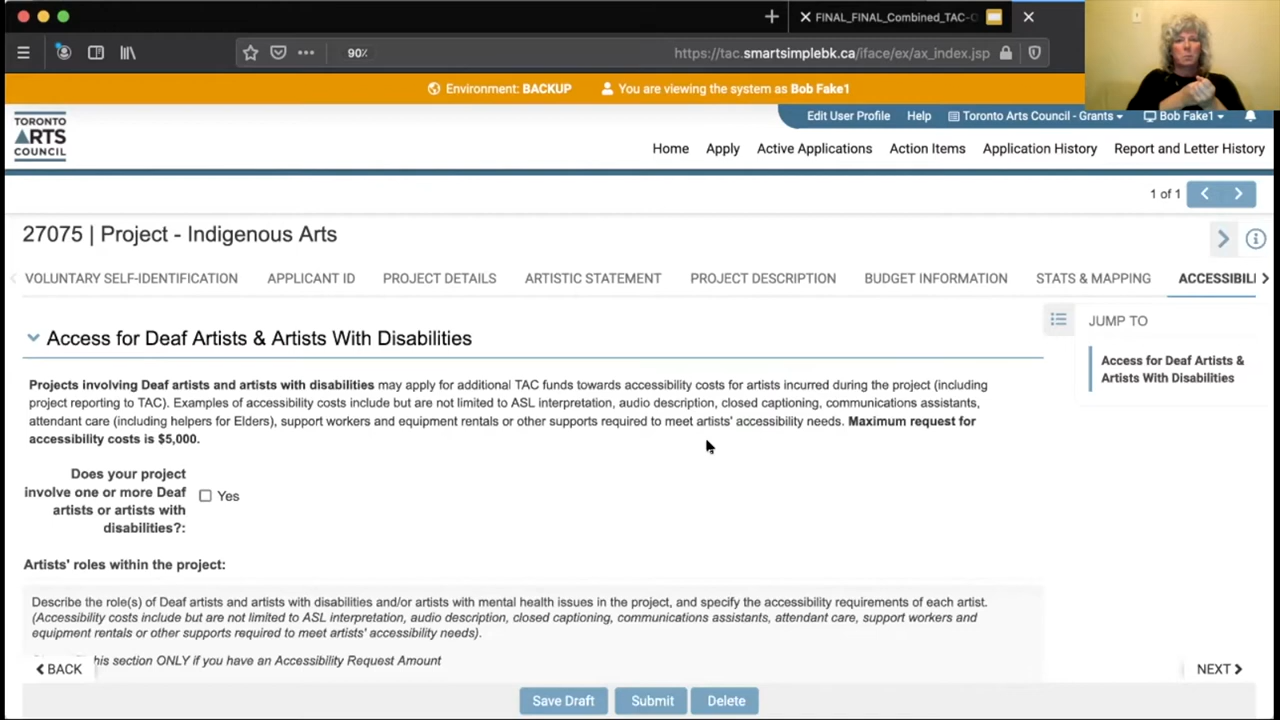 FINAL_FINAL_Combined_TAC-O
90%
https://tac.smartsimplebk.ca/iface/ex/ax_index.jsp
Environment: BACKUP
You are viewing the system as Bob Fake1
TORONTO
ARTS
COUNCIL
Edit User Profile
Help
Toronto Arts Council - Grants
Bob Fake1
Home
Apply
Active Applications
Action Items
Application History
Report and Letter History
1 of 1
27075 | Project - Indigenous Arts
VOLUNTARY SELF-IDENTIFICATION
APPLICANT ID
PROJECT DETAILS
ARTISTIC STATEMENT
PROJECT DESCRIPTION
BUDGET INFORMATION
STATS & MAPPING
ACCESSIBILI
Access for Deaf Artists & Artists With Disabilities
JUMP TO
Access for Deaf Artists &
Artists With Disabilities
Projects involving Deaf artists and artists with disabilities may apply for additional TAC funds towards accessibility costs for artists incurred during the project (including
project reporting to TAC). Examples of accessibility costs include but are not limited to ASL interpretation, audio description, closed captioning, communications assistants,
attendant care (including helpers for Elders), support workers and equipment rentals or other supports required to meet artists' accessibility needs. Maximum request for
accessibility costs is $5,000.
Does your project
involve one or more Deaf
artists or artists with
disabilities?:
Yes
Artists' roles within the project:
Describe the role(s) of Deaf artists and artists with disabilities and/or artists with mental health issues in the project, and specify the accessibility requirements of each artist.
(Accessibility costs include but are not limited to ASL interpretation, audio description, closed captioning, communications assistants, attendant care, support workers and
equipment rentals or other supports required to meet artists' accessibility needs).
his section ONLY if you have an Accessibility Request Amount
BACK
NEXT
Save Draft
Submit
Delete